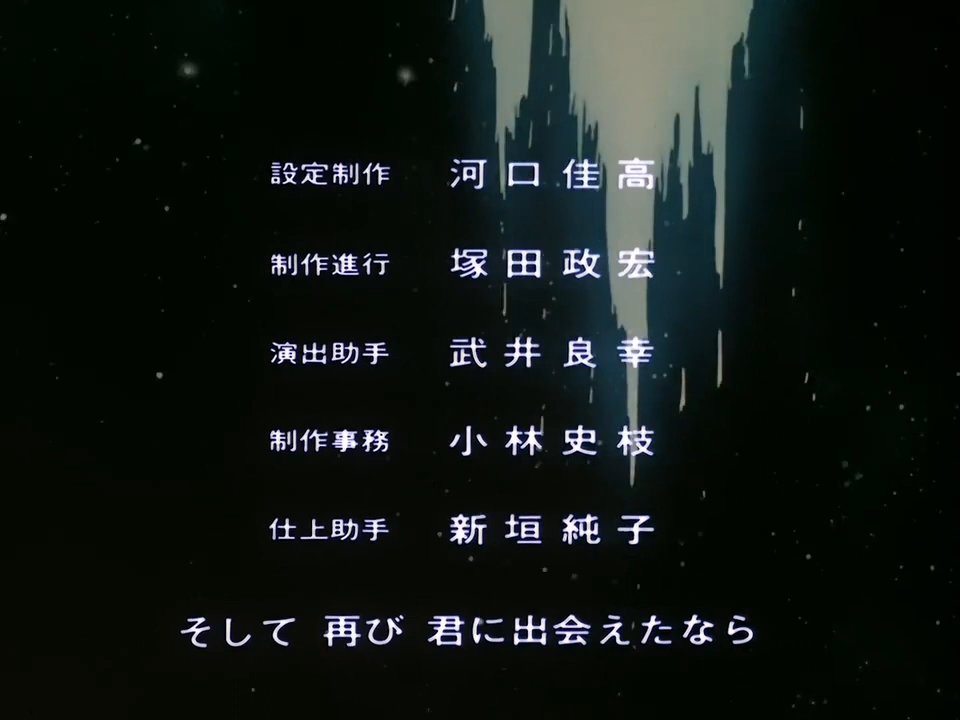 設定制作 河口佳高
制作進行 塚田政宏
演出助手 武井良幸
制作事務 小林史枝
仕上助手 新垣純子
そして 再び 君に出会えたなら